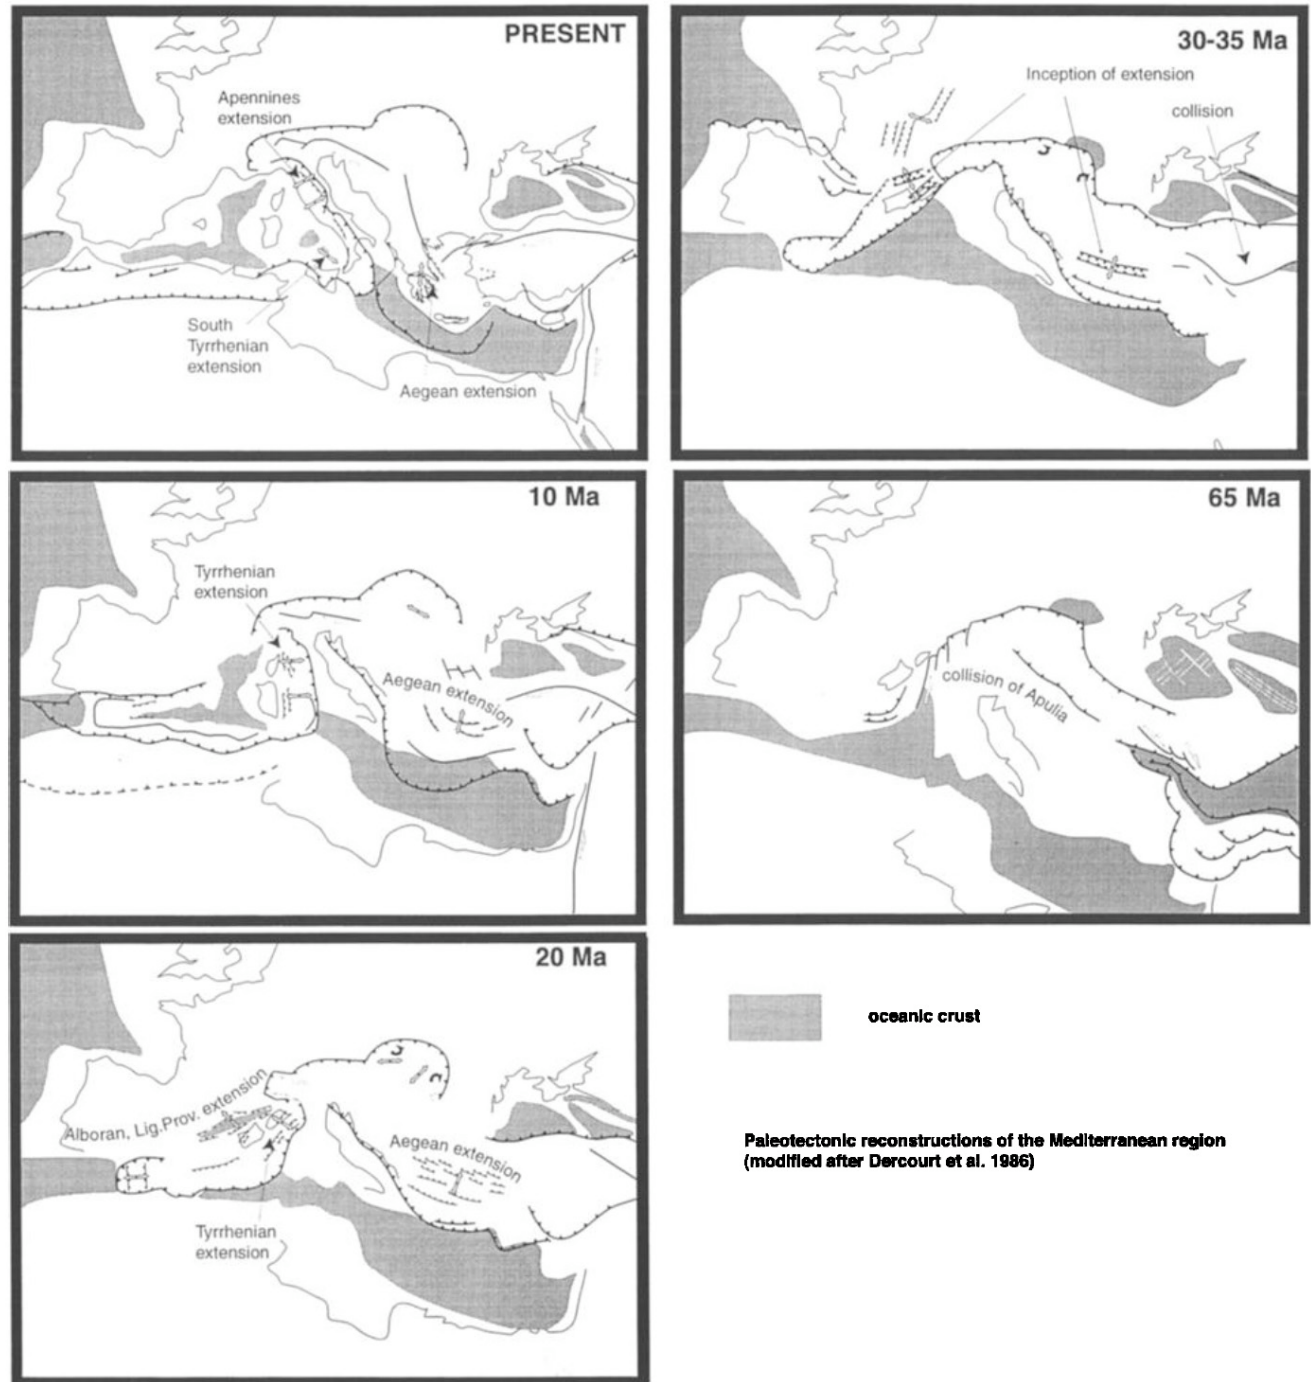 PRESENT
Apennines
extension
South
Tyrrhenian
extension
Aegean extension
30-35 Ma
Inception of extension
collision
10 Ma
Tyrrhenian
extension
Aegean extension
65 Ma
collision of Apulia
20 Ma
Alboran, Lig.Prov. extension
Aegean extension
Tyrrhenian
extension
oceanic crust
Paleotectonic reconstructions of the Mediterranean region
(modified after Dercourt et al. 1986)